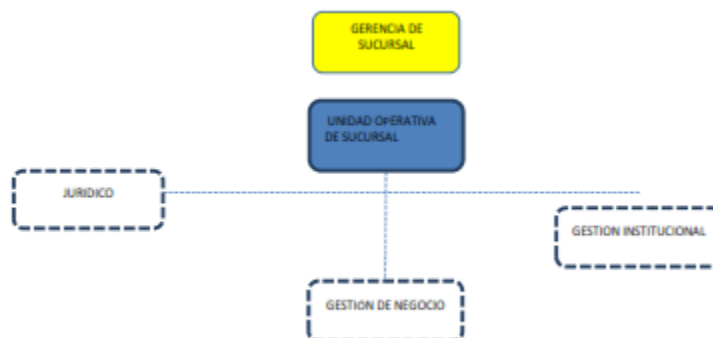 GERENCIA DE
SUCURSAL
UNIDAD OPERATIVA
DE SUCURSAL
JURIDICO
GESTION INSTITUCIONAL
GESTION DE NEGOCIO